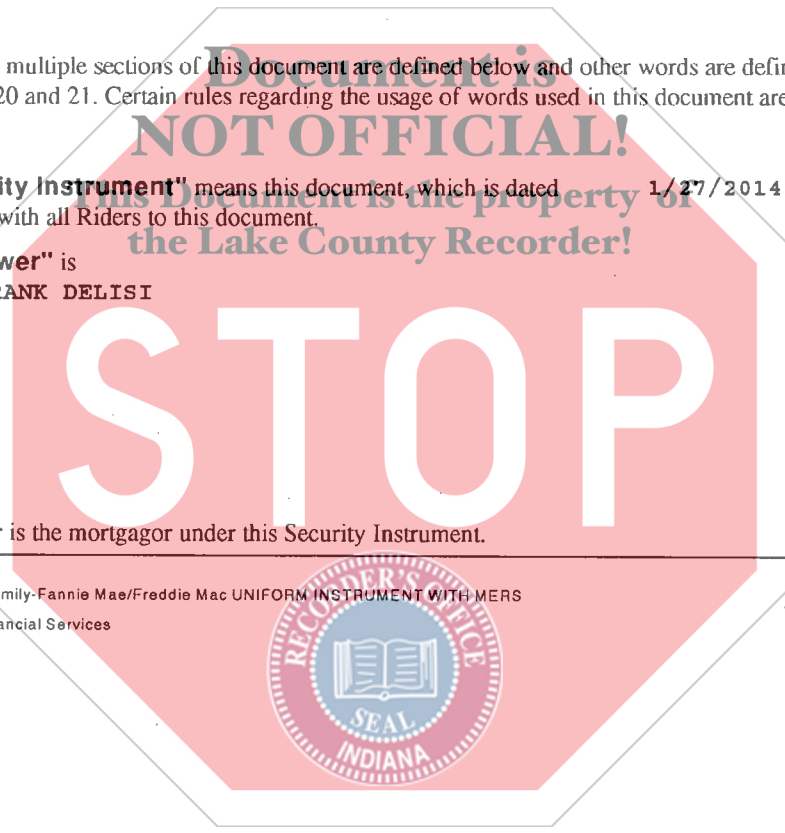 Document is
multiple sections of this document are defined below and other words are defin
20 and 21. Certain rules regarding the usage of words used in this document are
NOT OFFICIAL!
ity Instrument" means this document, which is dated 1/27/2014
This Document is the property of
with all Riders to this document.
the Lake County Recorder!
wer" is
RANK DELISI
STOP
r is the mortgagor under this Security Instrument.
mily-Fannie Mae/Freddie Mac UNIFORM INSTRUMENT WITH MERS
ancial Services
RECORDER'S OFFICE
SEAL
INDIANA